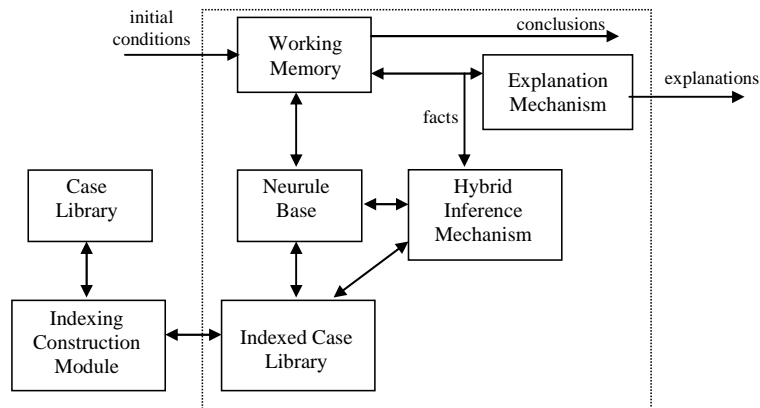 initial
conditions
Working
Memory
conclusions
Explanation
Mechanism
explanations
facts
Case
Library
Neurule
Base
Hybrid
Inference
Mechanism
Indexing
Construction
Module
Indexed Case
Library